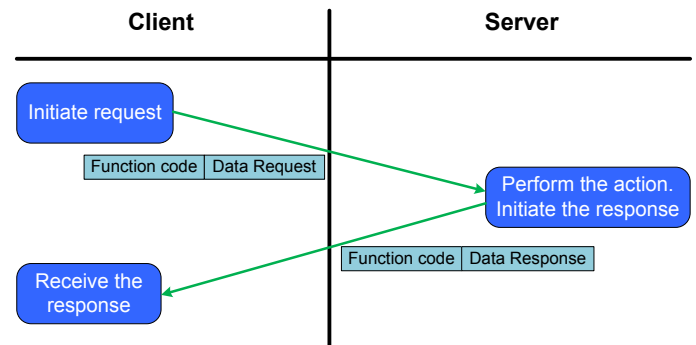 Client
Server
Initiate request
Function code
Data Request
Perform the action.
Initiate the response
Function code
Data Response
Receive the
response